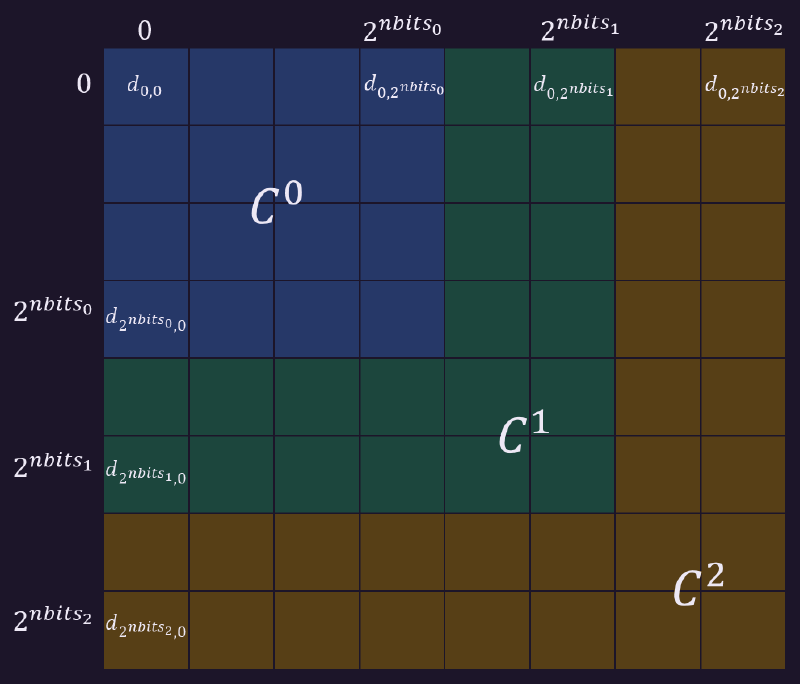 0 2^{nbits_0} 2^{nbits_1} 2^{nbits_2}
0 d_{0,0} d_{0,2^{nbits_0}} d_{0,2^{nbits_1}} d_{0,2^{nbits_2}}
C^0
2^{nbits_0} d_{2^{nbits_0},0}
C^1
2^{nbits_1} d_{2^{nbits_1},0}
C^2
2^{nbits_2} d_{2^{nbits_2},0}